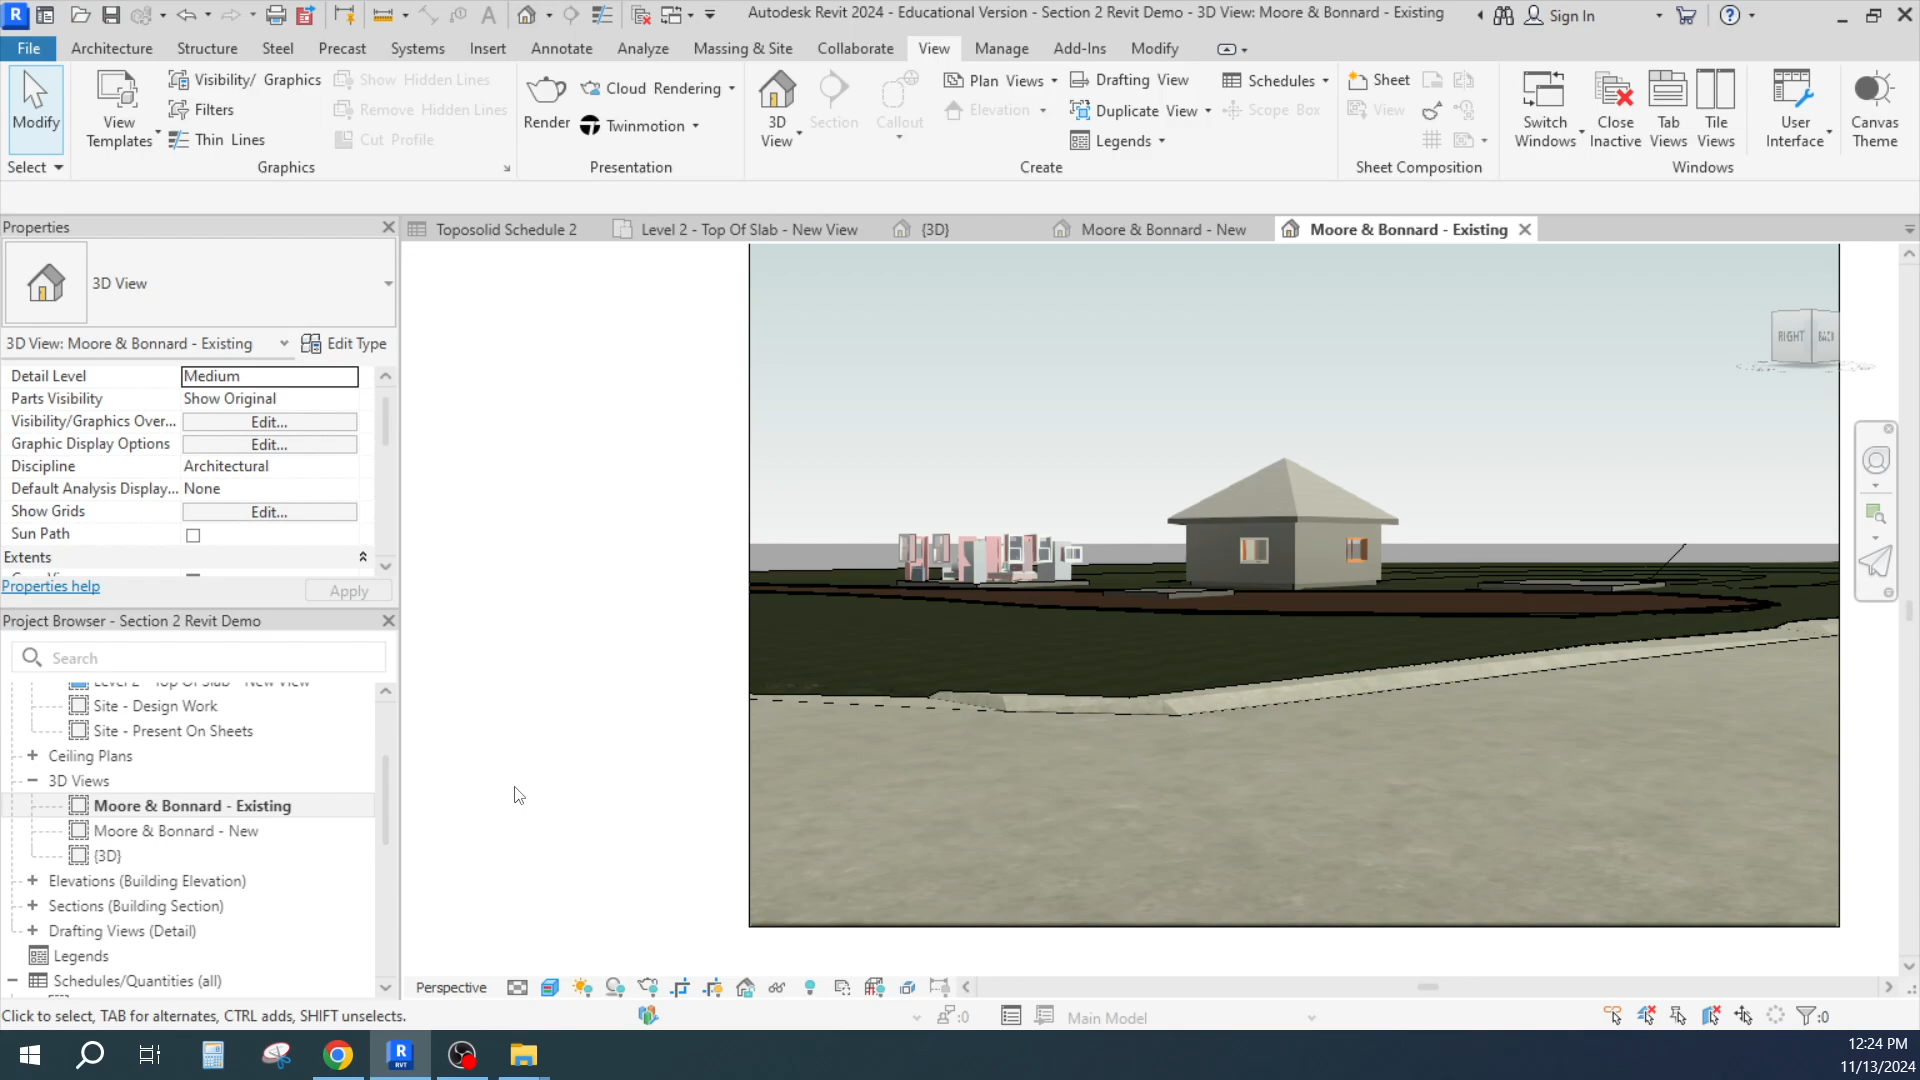 Autodesk Revit 2024 - Educational Version - Section 2 Revit Demo - 3D View: Moore & Bonnard - Existing
Sign In
File Architecture Structure Steel Precast Systems Insert Annotate Analyze Massing & Site Collaborate View Manage Add-Ins Modify
Modify
View Templates
Visibility/ Graphics
Filters
Thin Lines
Show Hidden Lines
Remove Hidden Lines
Cut Profile
Render
Cloud Rendering
Twinmotion
3D View
Section
Callout
Plan Views
Elevation
Drafting View
Duplicate View
Legends
Schedules
Scope Box
Sheet
View
Switch Windows
Close Inactive
Tab Views
Tile Views
User Interface
Canvas Theme
Select
Graphics
Presentation
Create
Sheet Composition
Windows
Properties
Toposolid Schedule 2
Level 2 - Top Of Slab - New View
{3D}
Moore & Bonnard - New
Moore & Bonnard - Existing
3D View
3D View: Moore & Bonnard - Existing
Edit Type
Detail Level Medium
Parts Visibility Show Original
Visibility/Graphics Over... Edit...
Graphic Display Options Edit...
Discipline Architectural
Default Analysis Display... None
Show Grids Edit...
Sun Path
Extents
Properties help
Apply
Project Browser - Section 2 Revit Demo
Search
Level 2 - Top Of Slab - New View
Site - Design Work
Site - Present On Sheets
Ceiling Plans
3D Views
Moore & Bonnard - Existing
Moore & Bonnard - New
{3D}
Elevations (Building Elevation)
Sections (Building Section)
Drafting Views (Detail)
Legends
Schedules/Quantities (all)
RIGHT
BACK
Perspective
Click to select, TAB for alternates, CTRL adds, SHIFT unselects.
:0
Main Model
:0
R
RVT
12:24 PM
11/13/2024